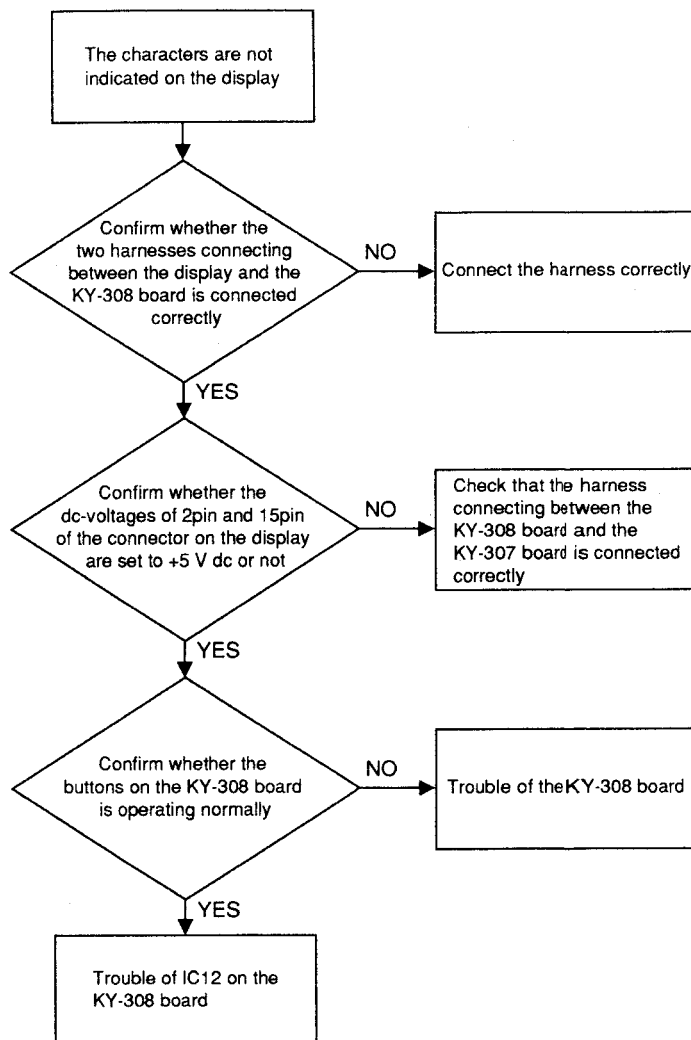 The characters are not
indicated on the display
Confirm whether the
two harnesses connecting
between the display and the
KY-308 board is connected
correctly
NO
Connect the harness correctly
YES
Confirm whether the
dc-voltages of 2pin and 15pin
of the connector on the display
are set to +5 V dc or not
NO
Check that the harness
connecting between the
KY-308 board and the
KY-307 board is connected
correctly
YES
Confirm whether the
buttons on the KY-308 board
is operating normally
NO
Trouble of the KY-308 board
YES
Trouble of IC12 on the
KY-308 board